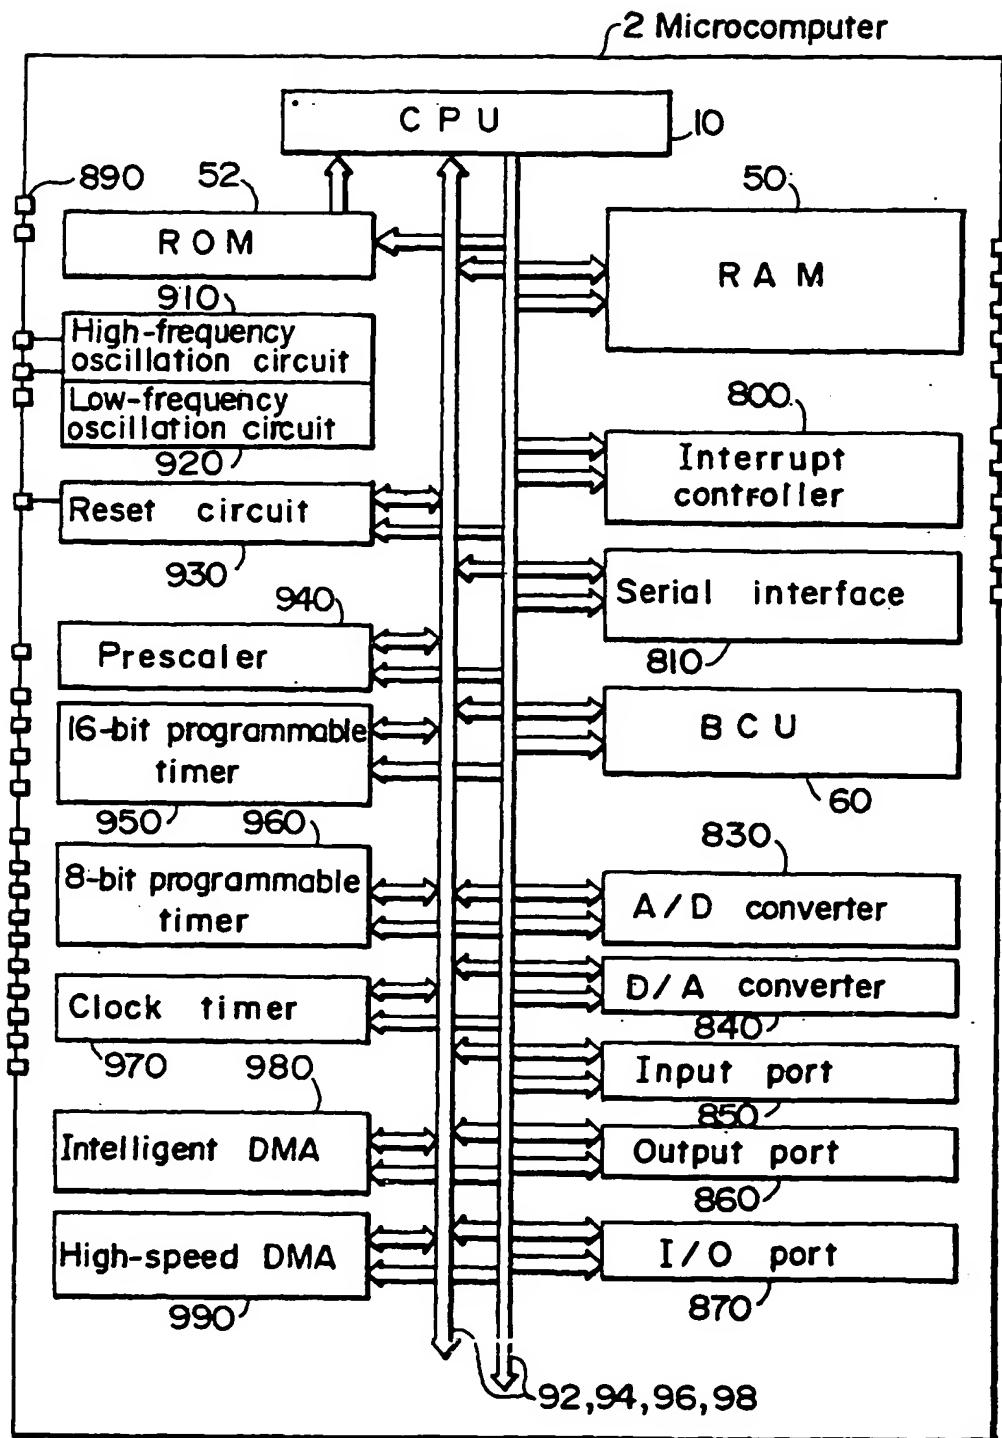 2 Microcomputer
CPU
10
890
52
50
ROM
RAM
910
High-frequency
oscillation circuit
Low-frequency
oscillation circuit
920
800
Interrupt
controller
Reset circuit
930
Serial interface
810
940
Prescaler
16-bit programmable
timer
950
BCU
60
960
8-bit programmable
timer
830
A/D converter
D/A converter
840
Clock timer
970
Input port
850
980
Intelligent DMA
Output port
860
High-speed DMA
990
I/O port
870
92,94,96,98